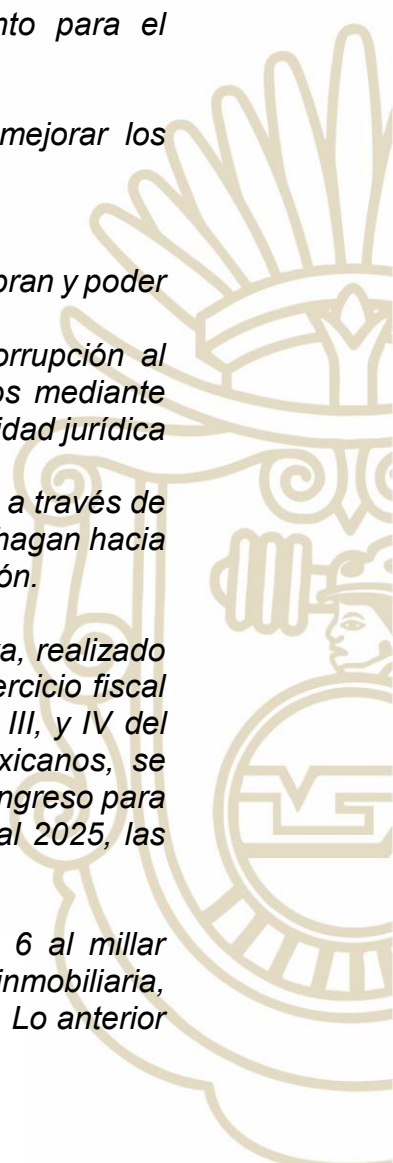 nto para el
mejorar los
bran y poder
orrupción al
os mediante
idad jurídica
a través de
hagan hacia
ón.
a, realizado
ercicio fiscal
III, y IV del
xicanos, se
ngreso para
al 2025, las
6 al millar
inmobiliaria,
Lo anterior